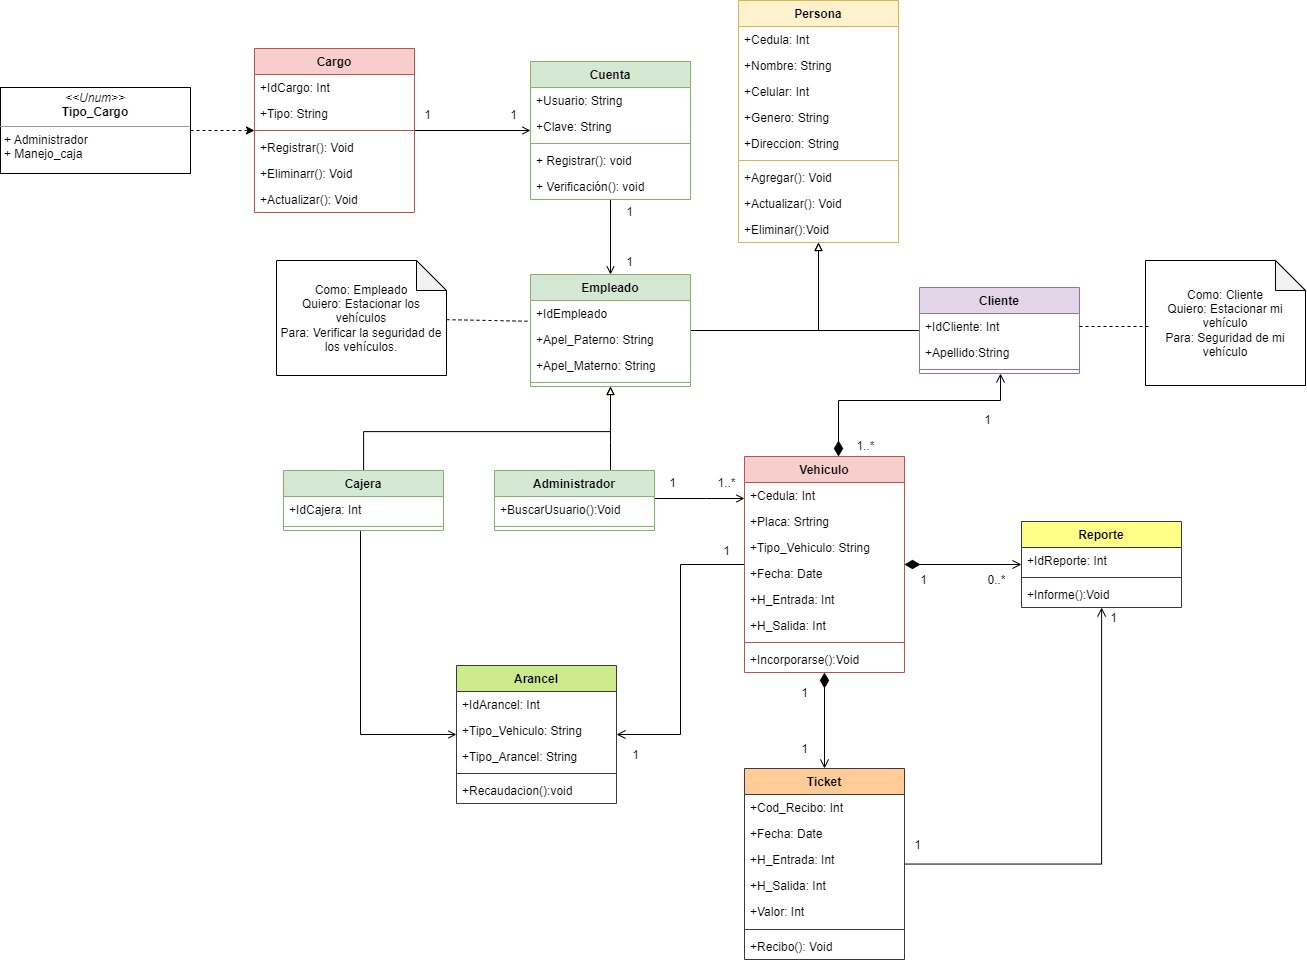 Persona
+Cedula: Int
+Nombre: String
+Celular: Int
+Genero: String
+Direccion: String
+Agregar(): Void
+Actualizar(): Void
+Eliminar():Void
Cargo
+IdCargo: Int
+Tipo: String
+Registrar(): Void
+Eliminarr(): Void
+Actualizar(): Void
<<Unum>>
Tipo_Cargo
+ Administrador
+ Manejo_caja
1
1
Cuenta
+Usuario: String
+Clave: String
+ Registrar(): void
+ Verificación(): void
1
1
Como: Empleado
Quiero: Estacionar los
vehículos
Para: Verificar la seguridad de
los vehículos.
Empleado
+IdEmpleado
+Apel_Paterno: String
+Apel_Materno: String
Cliente
+IdCliente: Int
+Apellido:String
Como: Cliente
Quiero: Estacionar mi
vehículo
Para: Seguridad de mi
vehículo
1
1..*
Cajera
+IdCajera: Int
Administrador
+BuscarUsuario():Void
1
1..*
Vehiculo
+Cedula: Int
+Placa: Srtring
+Tipo_Vehiculo: String
+Fecha: Date
+H_Entrada: Int
+H_Salida: Int
+Incorporarse():Void
1
1
0..*
Reporte
+IdReporte: Int
+Informe():Void
1
Arancel
+IdArancel: Int
+Tipo_Vehiculo: String
+Tipo_Arancel: String
+Recaudacion():void
1
1
1
Ticket
+Cod_Recibo: Int
+Fecha: Date
+H_Entrada: Int
+H_Salida: Int
+Valor: Int
+Recibo(): Void
1